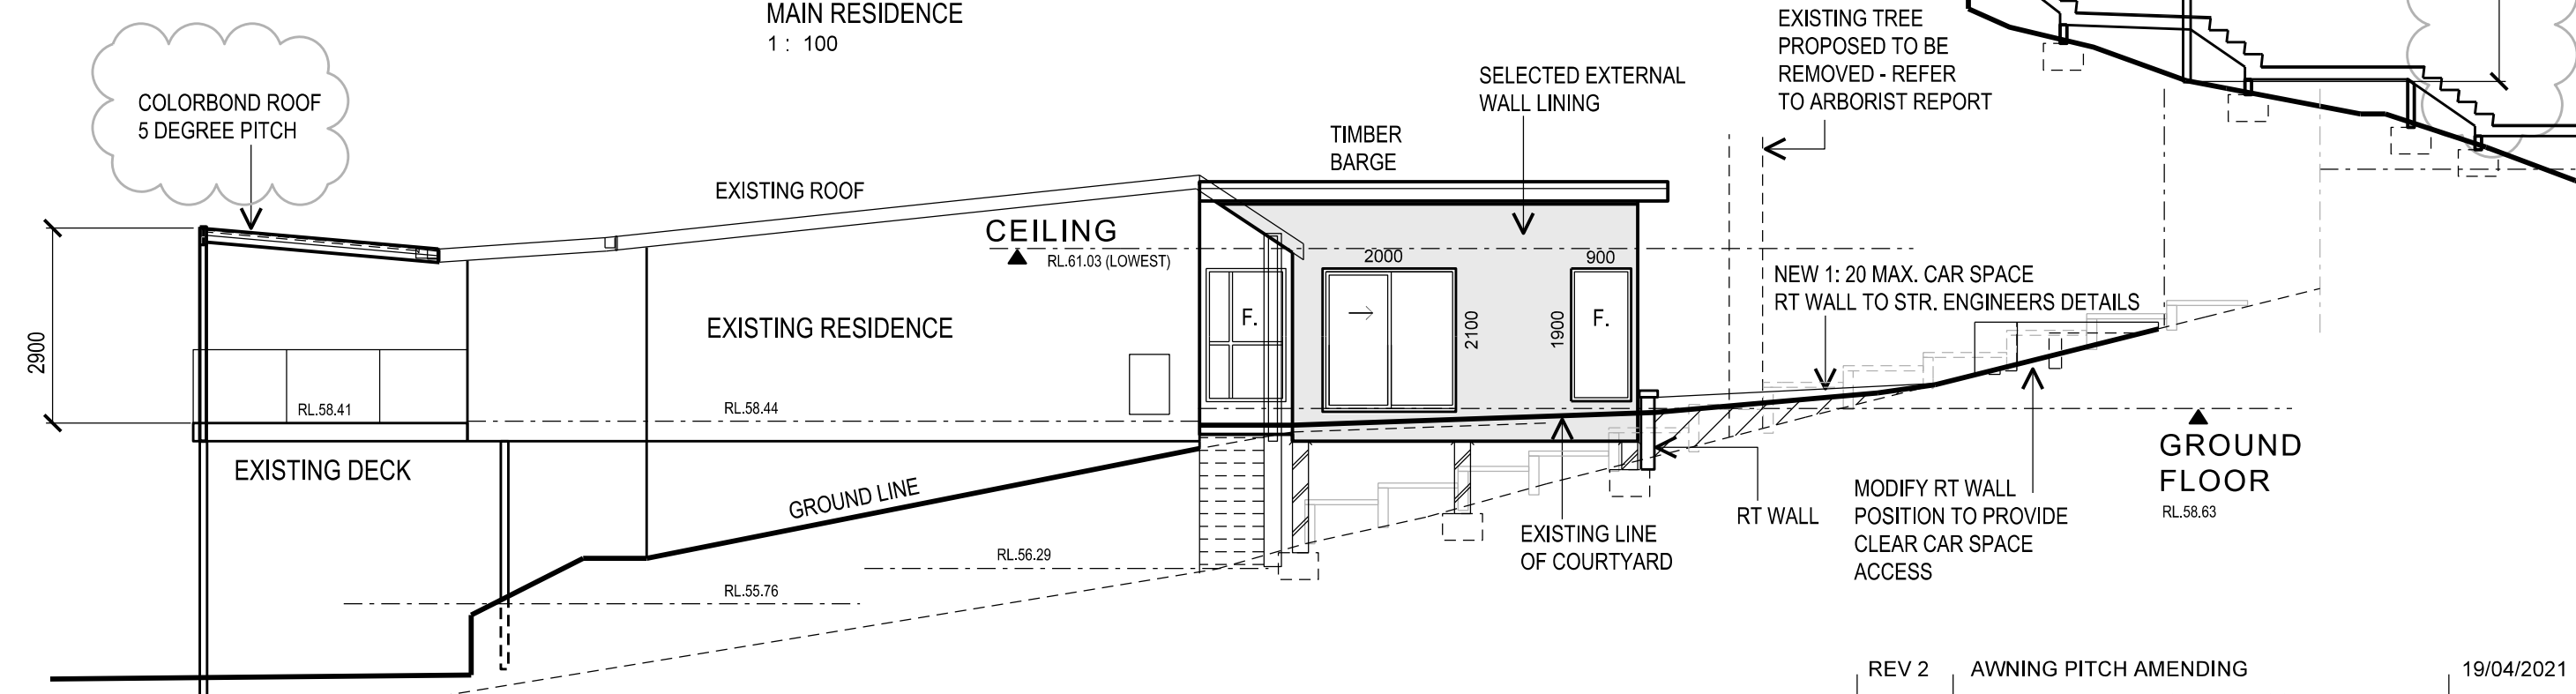 MAIN RESIDENCE
1 : 100
COLORBOND ROOF
5 DEGREE PITCH
EXISTING ROOF
TIMBER
BARGE
SELECTED EXTERNAL
WALL LINING
EXISTING TREE
PROPOSED TO BE
REMOVED - REFER
TO ARBORIST REPORT
CEILING
RL.61.03 (LOWEST)
2000
900
F.
F.
2100
1900
NEW 1: 20 MAX. CAR SPACE
RT WALL TO STR. ENGINEERS DETAILS
EXISTING RESIDENCE
2900
RL.58.41
RL.58.44
EXISTING DECK
GROUND LINE
RL.56.29
RL.55.76
EXISTING LINE
OF COURTYARD
RT WALL
MODIFY RT WALL
POSITION TO PROVIDE
CLEAR CAR SPACE
ACCESS
GROUND
FLOOR
RL.58.63
REV 2 AWNING PITCH AMENDING 19/04/2021